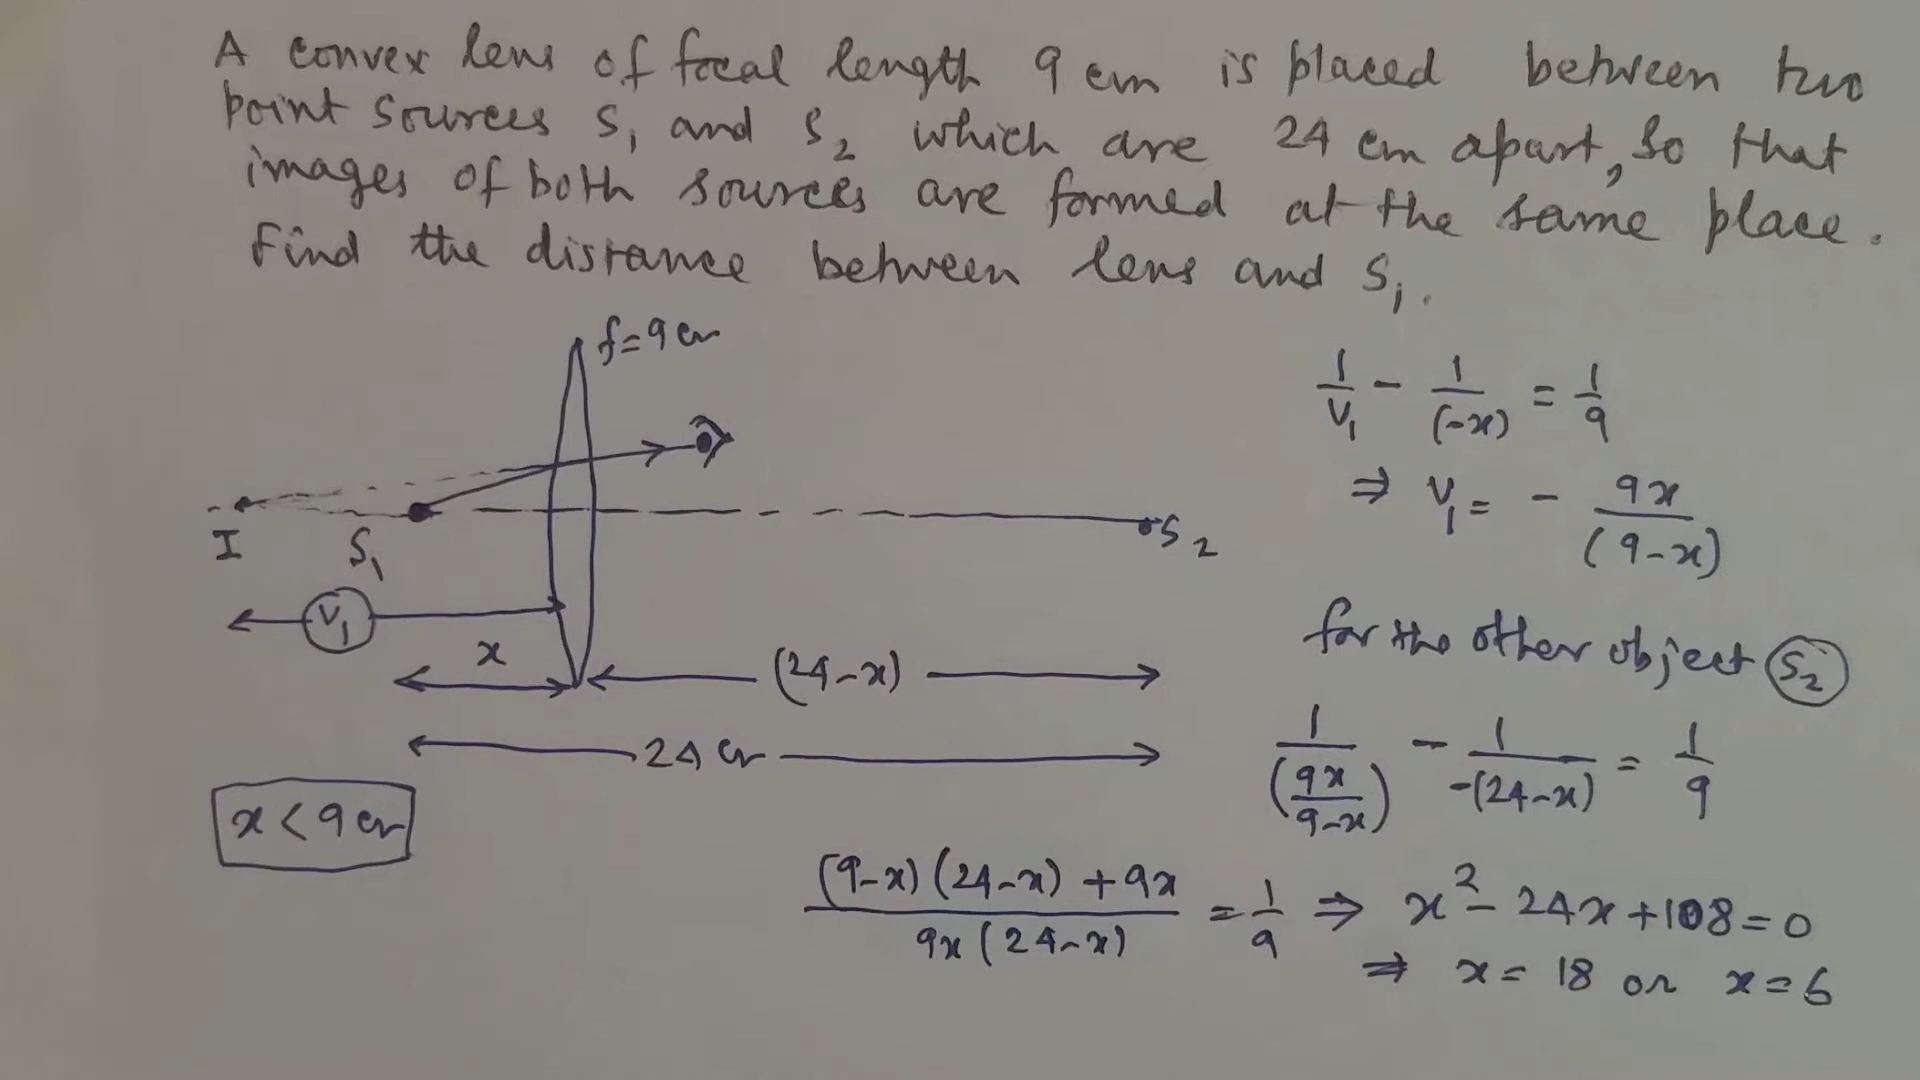 A convex lens of focal length 9 cm is placed between two
point sources S₁ and S₂ which are 24 cm apart, so that
images of both sources are formed at the same place.
Find the distance between lens and S₁.
f=9 cm
1/V₁ - 1/(-x) = 1/9
⇒ V₁ = - 9x/(9-x)
I
S₁
S₂
V₁
x
(24-x)
24 cm
x < 9 cm
for the other object S₂
1/(9x/(9-x)) - 1/(-(24-x)) = 1/9
((9-x)(24-x) + 9x)/(9x(24-x)) = 1/9 ⇒ x² - 24x + 108 = 0
⇒ x = 18 or x = 6